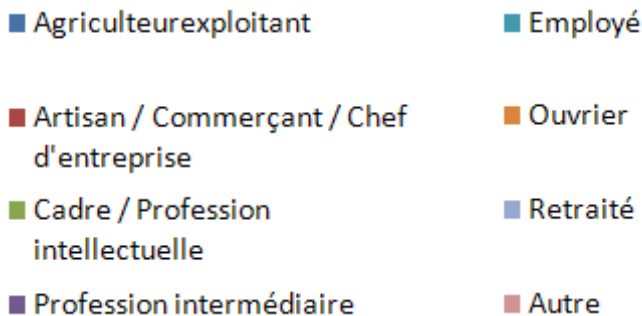 Agriculteurexploitant
Employé
Artisan / Commerçant / Chef
d'entreprise
Ouvrier
Cadre / Profession
intellectuelle
Retraité
Profession intermédiaire
Autre